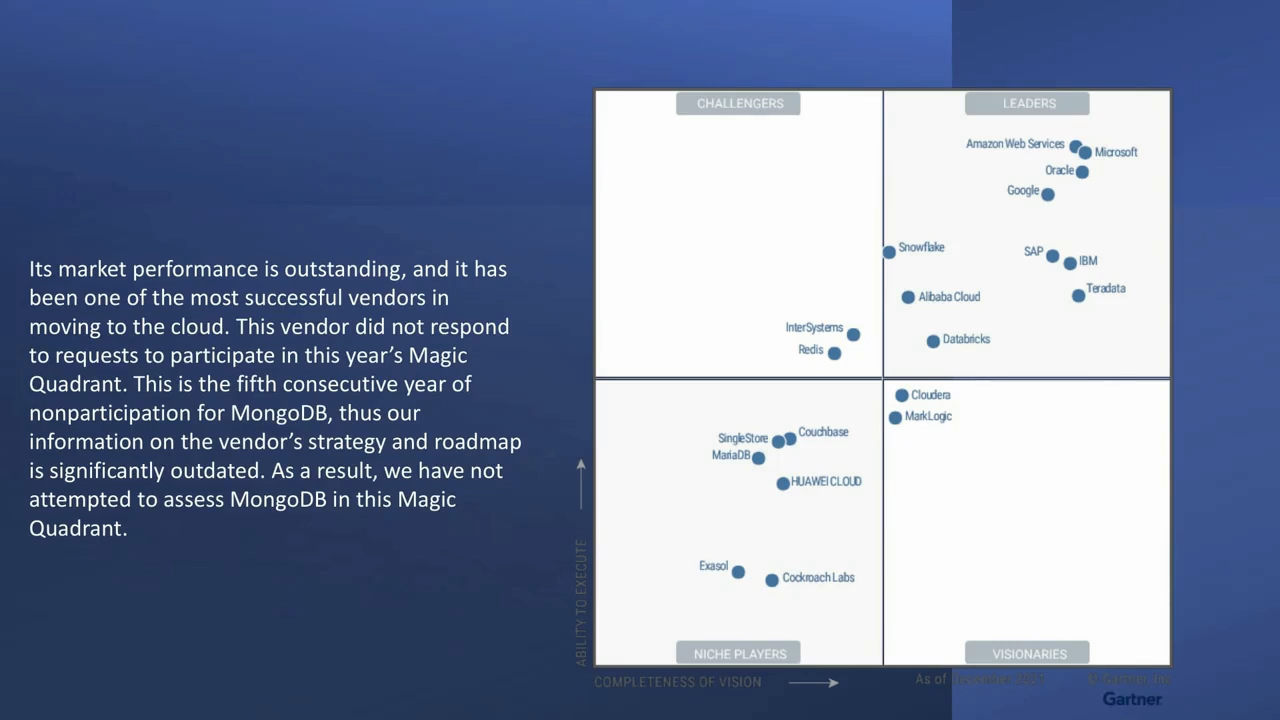 Its market performance is outstanding, and it has
been one of the most successful vendors in
moving to the cloud. This vendor did not respond
to requests to participate in this year’s Magic
Quadrant. This is the fifth consecutive year of
nonparticipation for MongoDB, thus our
information on the vendor’s strategy and roadmap
is significantly outdated. As a result, we have not
attempted to assess MongoDB in this Magic
Quadrant.
CHALLENGERS
LEADERS
Amazon Web Services
Microsoft
Oracle
Google
Snowflake
SAP
IBM
Teradata
Alibaba Cloud
InterSystems
Redis
Databricks
Cloudera
MarkLogic
Couchbase
SingleStore
MariaDB
HUAWEI CLOUD
Exasol
Cockroach Labs
NICHE PLAYERS
VISIONARIES
ABILITY TO EXECUTE
COMPLETENESS OF VISION
As of
© Gartner, Inc
Gartner